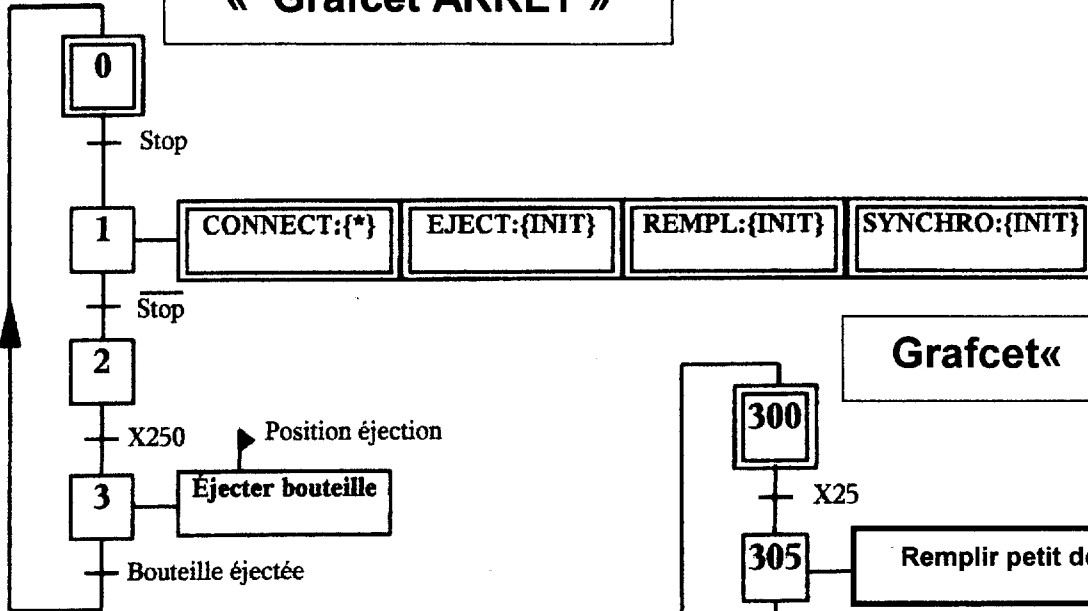 « Grafcet ARRET »
0
Stop
1
CONNECT:{*}
EJECT:{INIT}
REMPL:{INIT}
SYNCHRO:{INIT}
Stop
2
X250
Position éjection
3
Éjecter bouteille
Bouteille éjectée
Grafcet«
300
X25
305
Remplir petit